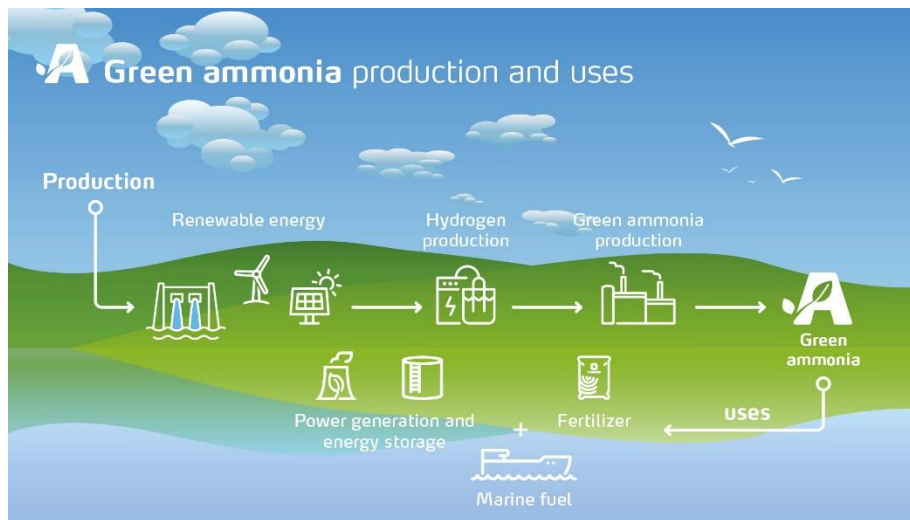 Green ammonia production and uses
Production
Renewable energy
Hydrogen
production
Green ammonia
production
Green
ammonia
Power generation and
energy storage
+
Fertilizer
uses
Marine fuel